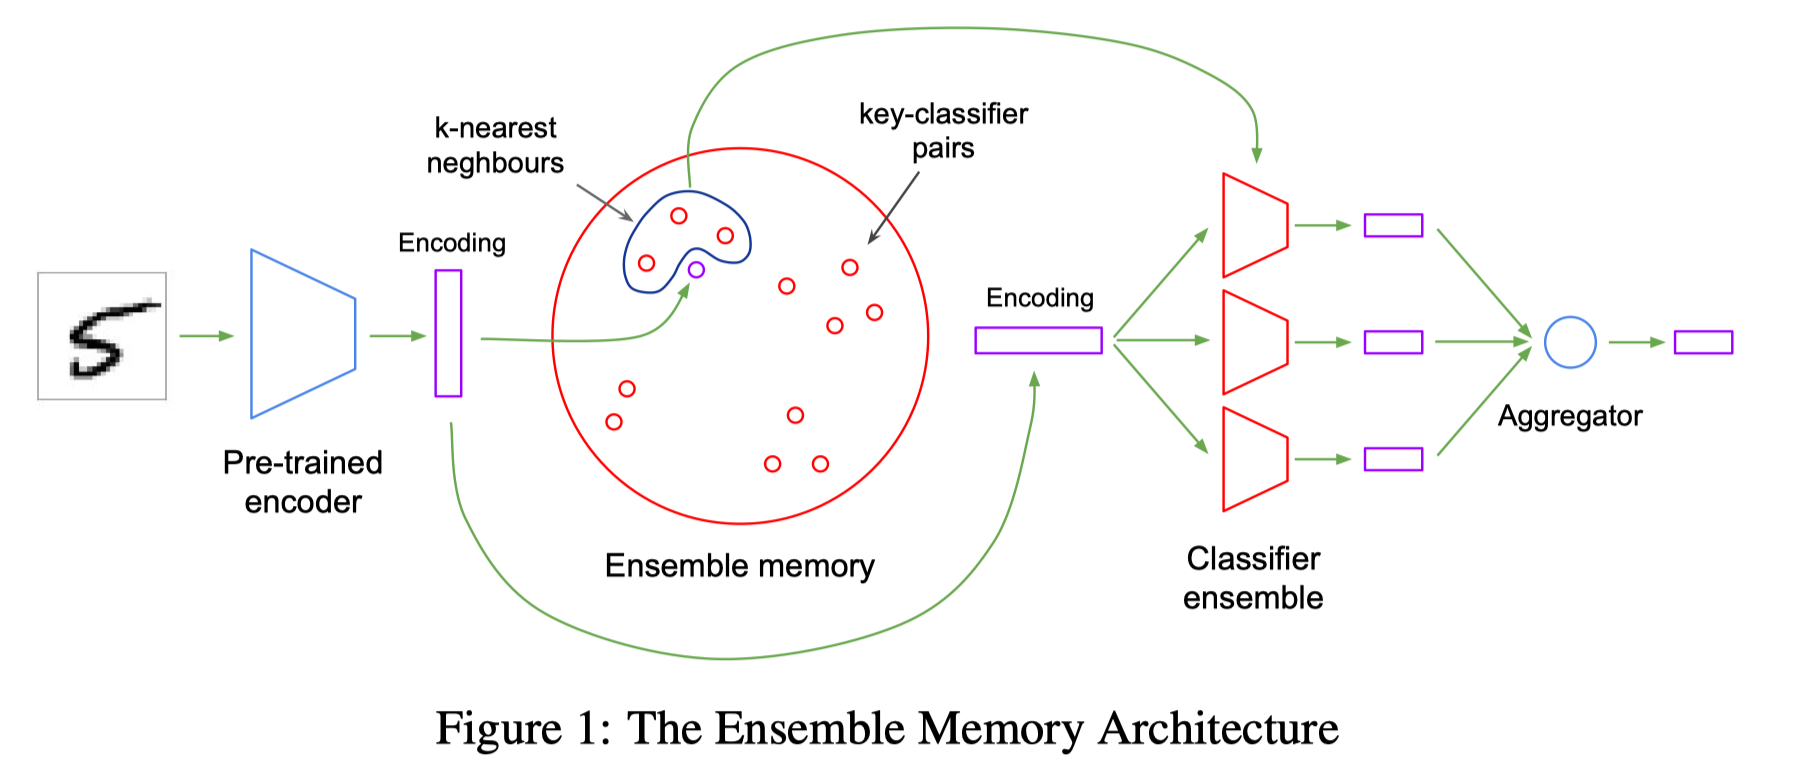 k-nearest
neghbours
key-classifier
pairs
Encoding
Encoding
Pre-trained
encoder
Ensemble memory
Classifier
ensemble
Aggregator
Figure 1: The Ensemble Memory Architecture